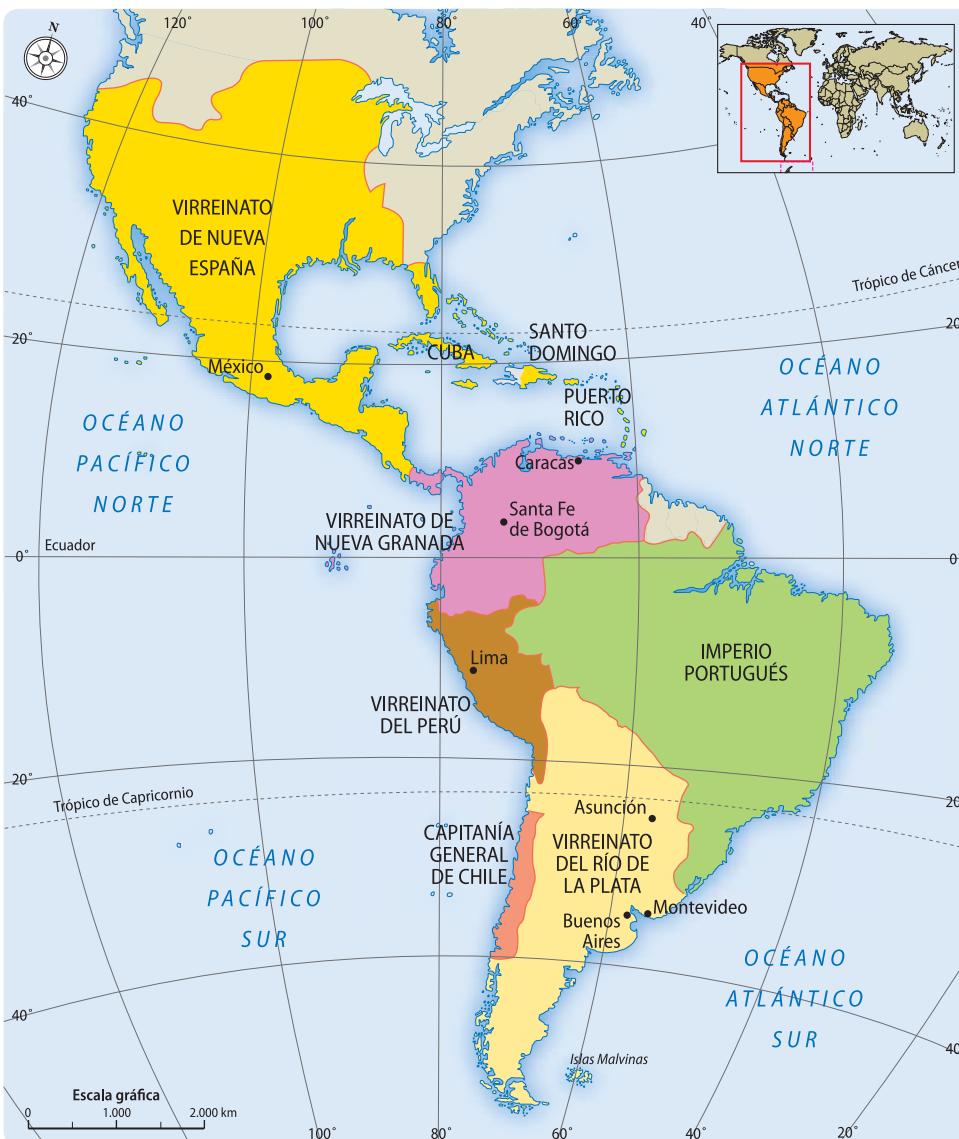 N
120°
100°
80°
60°
40°
40°
VIRREINATO
DE NUEVA
ESPAÑA
Trópico de Cáncer
20°
20°
SANTO
DOMINGO
CUBA
México
PUERTO
RICO
OCÉANO
ATLÁNTICO
NORTE
OCÉANO
PACÍFICO
NORTE
Caracas
Santa Fe
de Bogotá
VIRREINATO DE
NUEVA GRANADA
Ecuador
0°
0
IMPERIO
PORTUGUÉS
Lima
VIRREINATO
DEL PERÚ
20°
20
Trópico de Capricornio
Asunción
CAPITANÍA
GENERAL
DE CHILE
VIRREINATO
DEL RÍO DE
LA PLATA
OCÉANO
PACÍFICO
SUR
Montevideo
Buenos
Aires
OCÉANO
ATLÁNTICO
SUR
40°
40
Islas Malvinas
Escala gráfica
0
1.000
2.000 km
100°
80°
60°
40°
20°